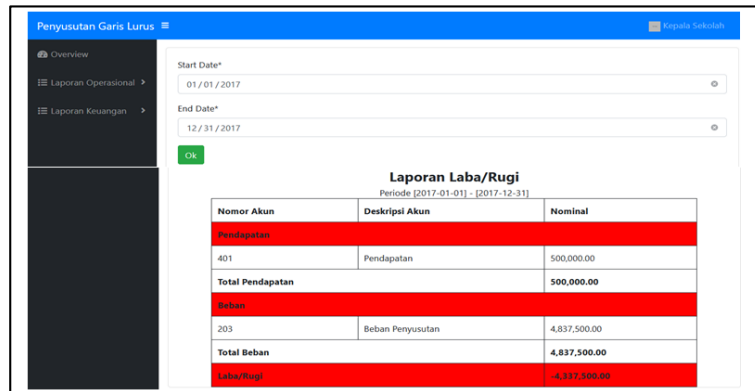 Penyusutan Garis Lurus
Kepala Sekolah
Overview
Laporan Operasional
Laporan Keuangan
Start Date*
01/01/2017
End Date*
12/31/2017
Ok
Laporan Laba/Rugi
Periode [2017-01-01] - [2017-12-31]
Nomor Akun Deskripsi Akun Nominal
Pendapatan
401 Pendapatan 500,000.00
Total Pendapatan 500,000.00
Beban
203 Beban Penyusutan 4,837,500.00
Total Beban 4,837,500.00
Laba/Rugi -4,337,500.00